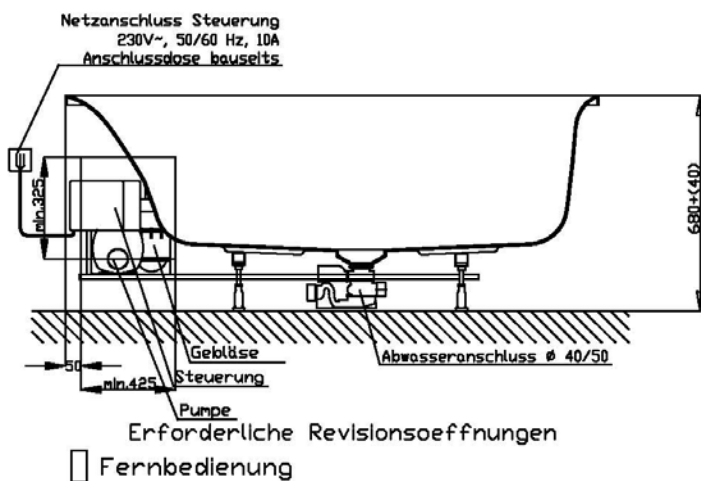 Netzanschluss Steuerung
230V~, 50/60 Hz, 10A
Anschlussdose bauseits
min.325
680+(40)
Gebläse
Abwasseranschluss ø 40/50
50
Steuerung
min.425
Pumpe
Erforderliche Revisionsoeffnungen
Fernbedienung